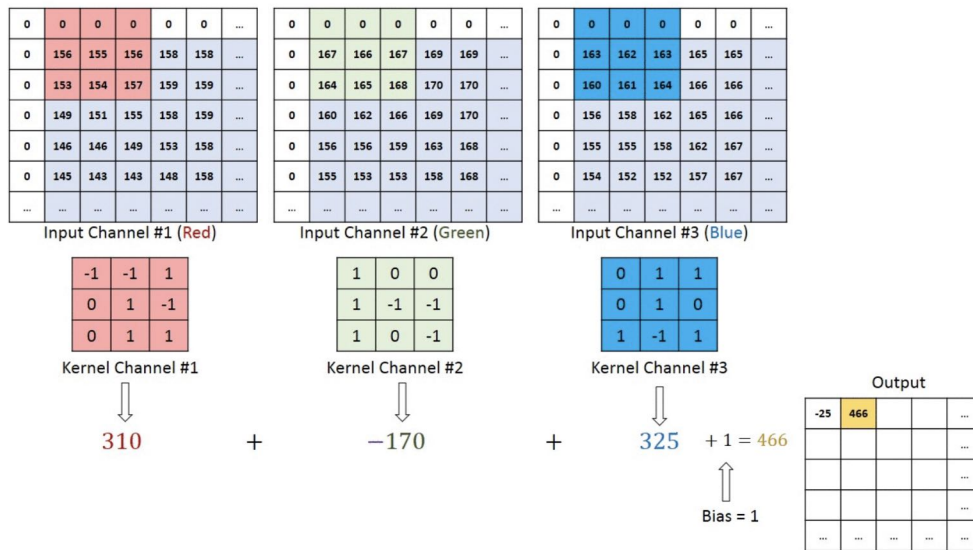 0 0 0 0 0 0 ... 0 0 0 0 0 0 ... 0 0 0 0 0 0 ...
0 156 155 156 158 158 ... 0 167 166 167 169 169 ... 0 163 162 163 165 165 ...
0 153 154 157 159 159 ... 0 164 165 168 170 170 ... 0 160 161 164 166 166 ...
0 149 151 155 158 159 ... 0 160 162 166 169 170 ... 0 156 158 162 165 166 ...
0 146 146 149 153 158 ... 0 156 156 159 163 168 ... 0 155 155 158 162 167 ...
0 145 143 143 148 158 ... 0 155 153 153 158 168 ... 0 154 152 152 157 167 ...
... ... ... ... ... ... ... ... ... ... ... ... ... ... ... ... ... ... ... ... ...
Input Channel #1 (Red) Input Channel #2 (Green) Input Channel #3 (Blue)
-1 -1 1 1 0 0 0 1 1
0 1 -1 1 -1 -1 0 1 0
0 1 1 1 0 -1 1 -1 1
Kernel Channel #1 Kernel Channel #2 Kernel Channel #3
310 + −170 + 325 + 1 = 466
Bias = 1
Output
-25 466 ...
...
...
...
... ... ... ... ...